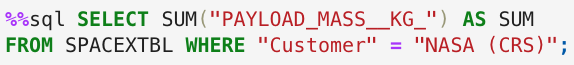 %%sql SELECT SUM("PAYLOAD_MASS__KG_") AS SUM
FROM SPACEXTBL WHERE "Customer" = "NASA (CRS)";